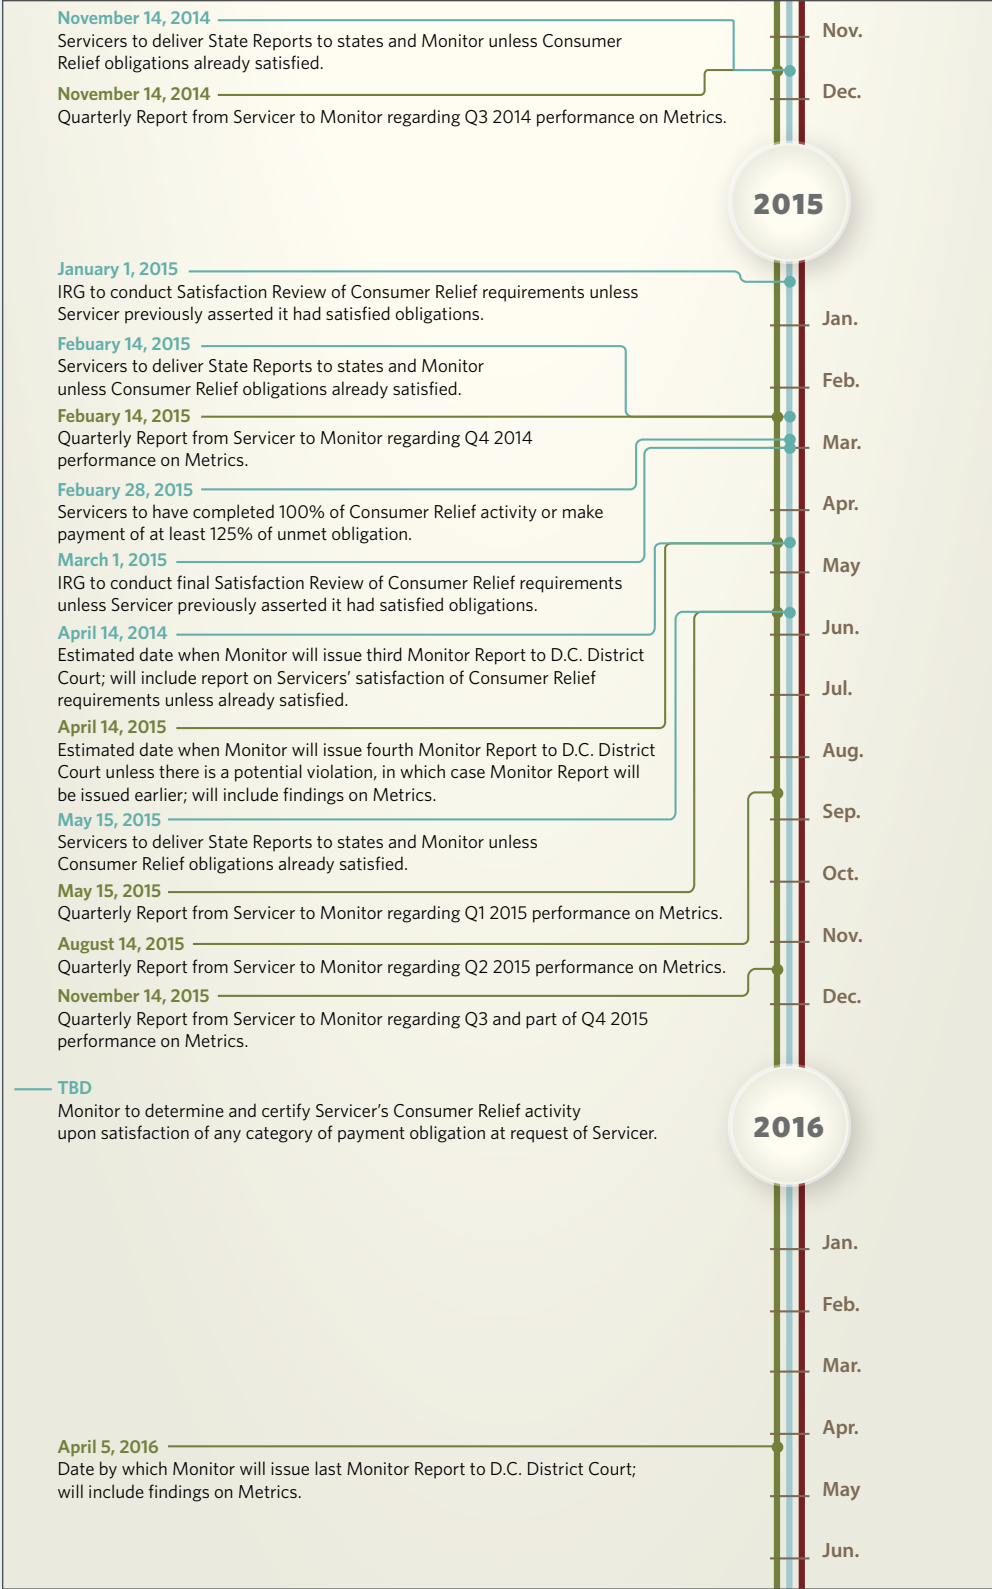 November 14, 2014
Servicers to deliver State Reports to states and Monitor unless Consumer
Relief obligations already satisfied.
November 14, 2014
Quarterly Report from Servicer to Monitor regarding Q3 2014 performance on Metrics.
Nov.
Dec.
2015
January 1, 2015
IRG to conduct Satisfaction Review of Consumer Relief requirements unless
Servicer previously asserted it had satisfied obligations.
Febuary 14, 2015
Servicers to deliver State Reports to states and Monitor
unless Consumer Relief obligations already satisfied.
Febuary 14, 2015
Quarterly Report from Servicer to Monitor regarding Q4 2014
performance on Metrics.
Febuary 28, 2015
Servicers to have completed 100% of Consumer Relief activity or make
payment of at least 125% of unmet obligation.
March 1, 2015
IRG to conduct final Satisfaction Review of Consumer Relief requirements
unless Servicer previously asserted it had satisfied obligations.
April 14, 2014
Estimated date when Monitor will issue third Monitor Report to D.C. District
Court; will include report on Servicers’ satisfaction of Consumer Relief
requirements unless already satisfied.
April 14, 2015
Estimated date when Monitor will issue fourth Monitor Report to D.C. District
Court unless there is a potential violation, in which case Monitor Report will
be issued earlier; will include findings on Metrics.
May 15, 2015
Servicers to deliver State Reports to states and Monitor unless
Consumer Relief obligations already satisfied.
May 15, 2015
Quarterly Report from Servicer to Monitor regarding Q1 2015 performance on Metrics.
August 14, 2015
Quarterly Report from Servicer to Monitor regarding Q2 2015 performance on Metrics.
November 14, 2015
Quarterly Report from Servicer to Monitor regarding Q3 and part of Q4 2015
performance on Metrics.
TBD
Monitor to determine and certify Servicer’s Consumer Relief activity
upon satisfaction of any category of payment obligation at request of Servicer.
Jan.
Feb.
Mar.
Apr.
May
Jun.
Jul.
Aug.
Sep.
Oct.
Nov.
Dec.
2016
April 5, 2016
Date by which Monitor will issue last Monitor Report to D.C. District Court;
will include findings on Metrics.
Jan.
Feb.
Mar.
Apr.
May
Jun.